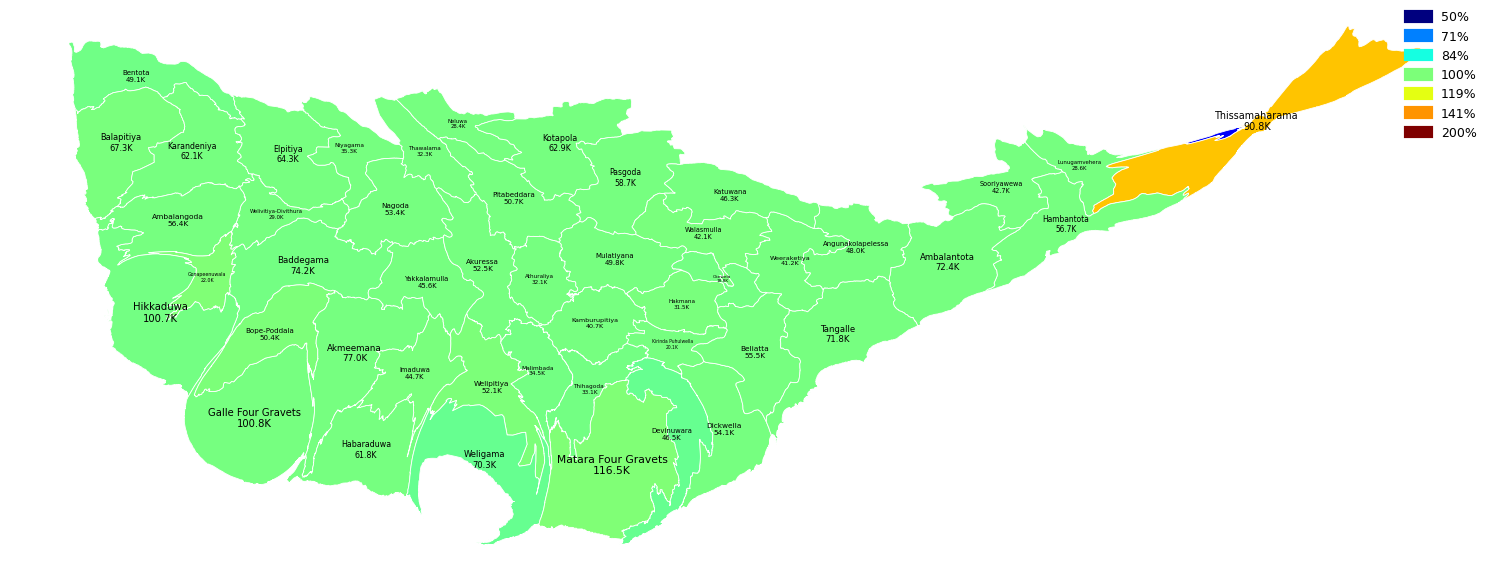 50%
71%
84%
100%
119%
141%
200%
Bentota
49.1K
Balapitiya
67.3K
Karandeniya
62.1K
Elpitiya
64.3K
Niyagama
35.3K
Thawalama
32.3K
Neluwa
28.4K
Kotapola
62.9K
Pasgoda
58.7K
Thissamaharama
90.8K
Lunugamvehera
28.6K
Sooriyawewa
42.7K
Hambantota
56.7K
Ambalangoda
56.4K
Welivitiya-Divithura
29.0K
Nagoda
53.4K
Pitabeddara
50.7K
Katuwana
46.3K
Walasmulla
42.1K
Angunakolapelessa
48.0K
Weeraketiya
41.2K
Ambalantota
72.4K
Gonapeenuwala
22.0K
Baddegama
74.2K
Yakkalamulla
45.6K
Akuressa
52.5K
Athuraliya
32.1K
Mulatiyana
49.8K
Hakmana
31.5K
Hikkaduwa
100.7K
Bope-Poddala
50.4K
Akmeemana
77.0K
Kamburupitiya
40.7K
Kirinda Puhulwella
20.1K
Beliatta
55.5K
Tangalle
71.8K
Imaduwa
44.7K
Malimbada
34.5K
Welipitiya
52.1K
Thihagoda
33.1K
Galle Four Gravets
100.8K
Habaraduwa
61.8K
Weligama
70.3K
Matara Four Gravets
116.5K
Devinuwara
46.5K
Dickwella
54.1K